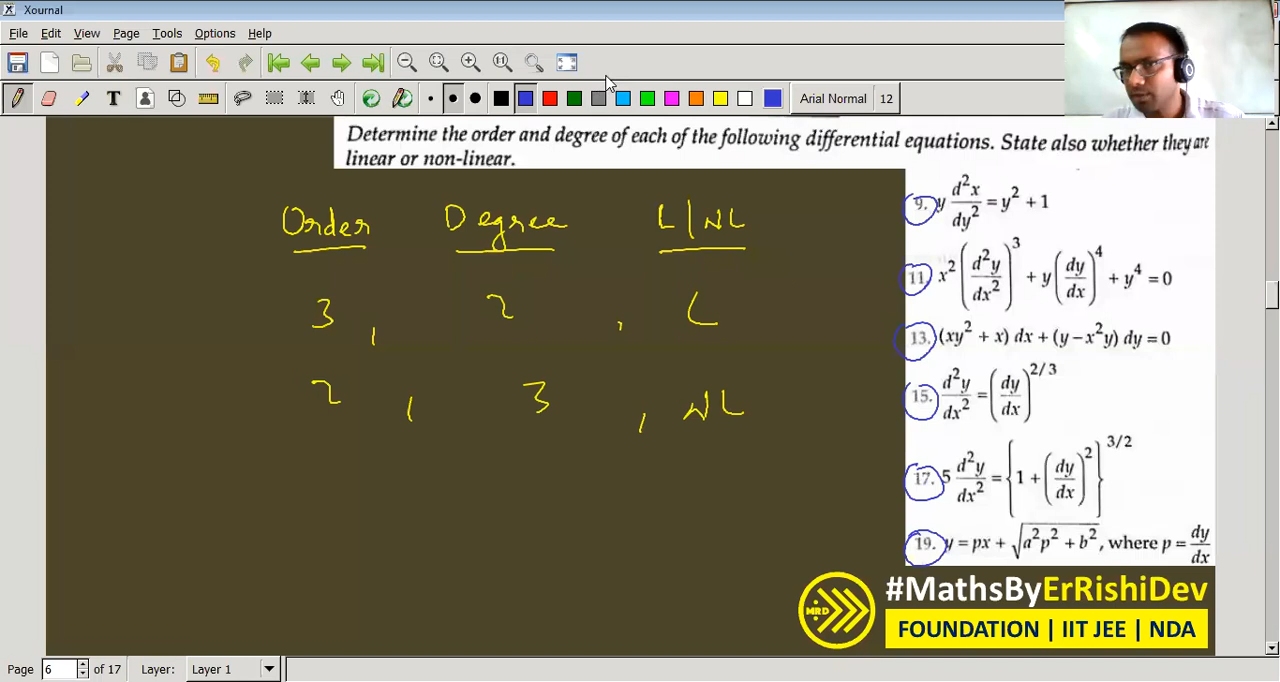 Xournal
File Edit View Page Tools Options Help
Arial Normal 12
Determine the order and degree of each of the following differential equations. State also whether they are
linear or non-linear.
Order Degree L|NL
3, 2, L
2, 3, NL
9. y d²x/dy² = y² + 1
11. x² (d²y/dx²)³ + y (dy/dx)⁴ + y⁴ = 0
13. (xy² + x) dx + (y – x²y) dy = 0
15. d²y/dx² = (dy/dx)^2/3
17. 5 d²y/dx² = {1 + (dy/dx)²}^3/2
19. y = px + √a²p² + b², where p = dy/dx
MRD
#MathsByErRishiDev
FOUNDATION | IIT JEE | NDA
Page 6 of 17 Layer: Layer 1